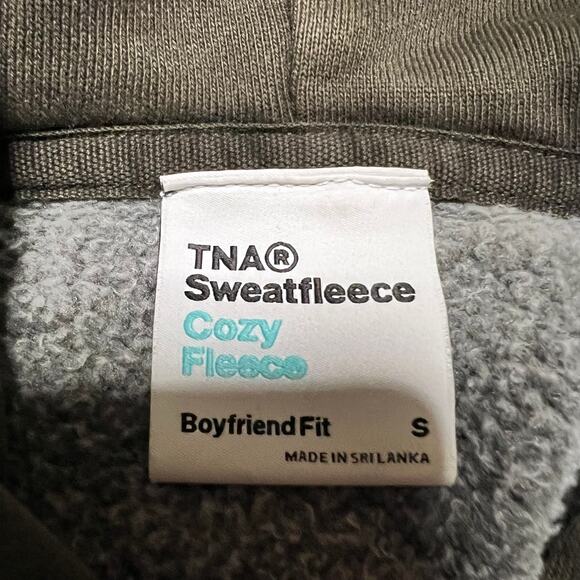 TNA®
Sweatfleece
Cozy
Fleece
Boyfriend Fit S
MADE IN SRI LANKA